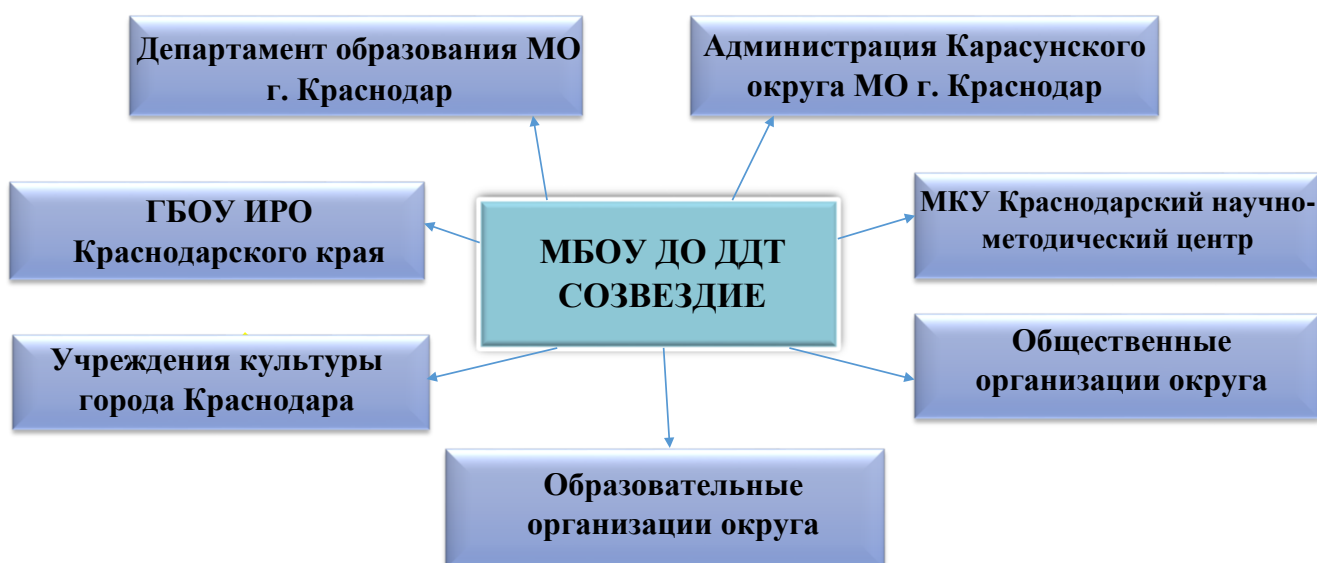 Департамент образования МО
г. Краснодар
Администрация Карасунского
округа МО г. Краснодар
ГБОУ ИРО
Краснодарского края
МБОУ ДО ДДТ
СОЗВЕЗДИЕ
МКУ Краснодарский научно-
методический центр
Учреждения культуры
города Краснодара
Общественные
организации округа
Образовательные
организации округа